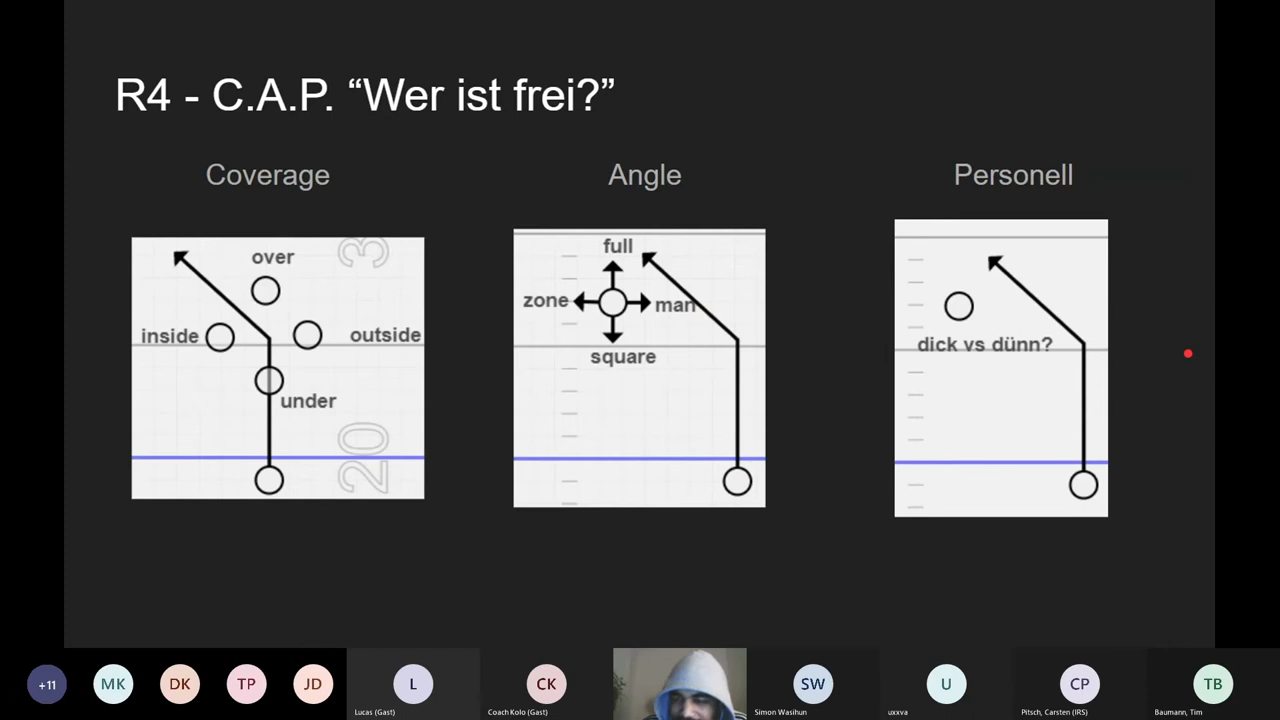 R4 - C.A.P. “Wer ist frei?”
Coverage
over
inside
outside
under
3
20
Angle
full
zone
man
square
Personell
dick vs dünn?
+11
MK
DK
TP
JD
L
Lucas (Gast)
CK
Coach Kolo (Gast)
SW
Simon Wasihun
U
uxxva
CP
Pitsch, Carsten (IRS)
TB
Baumann, Tim